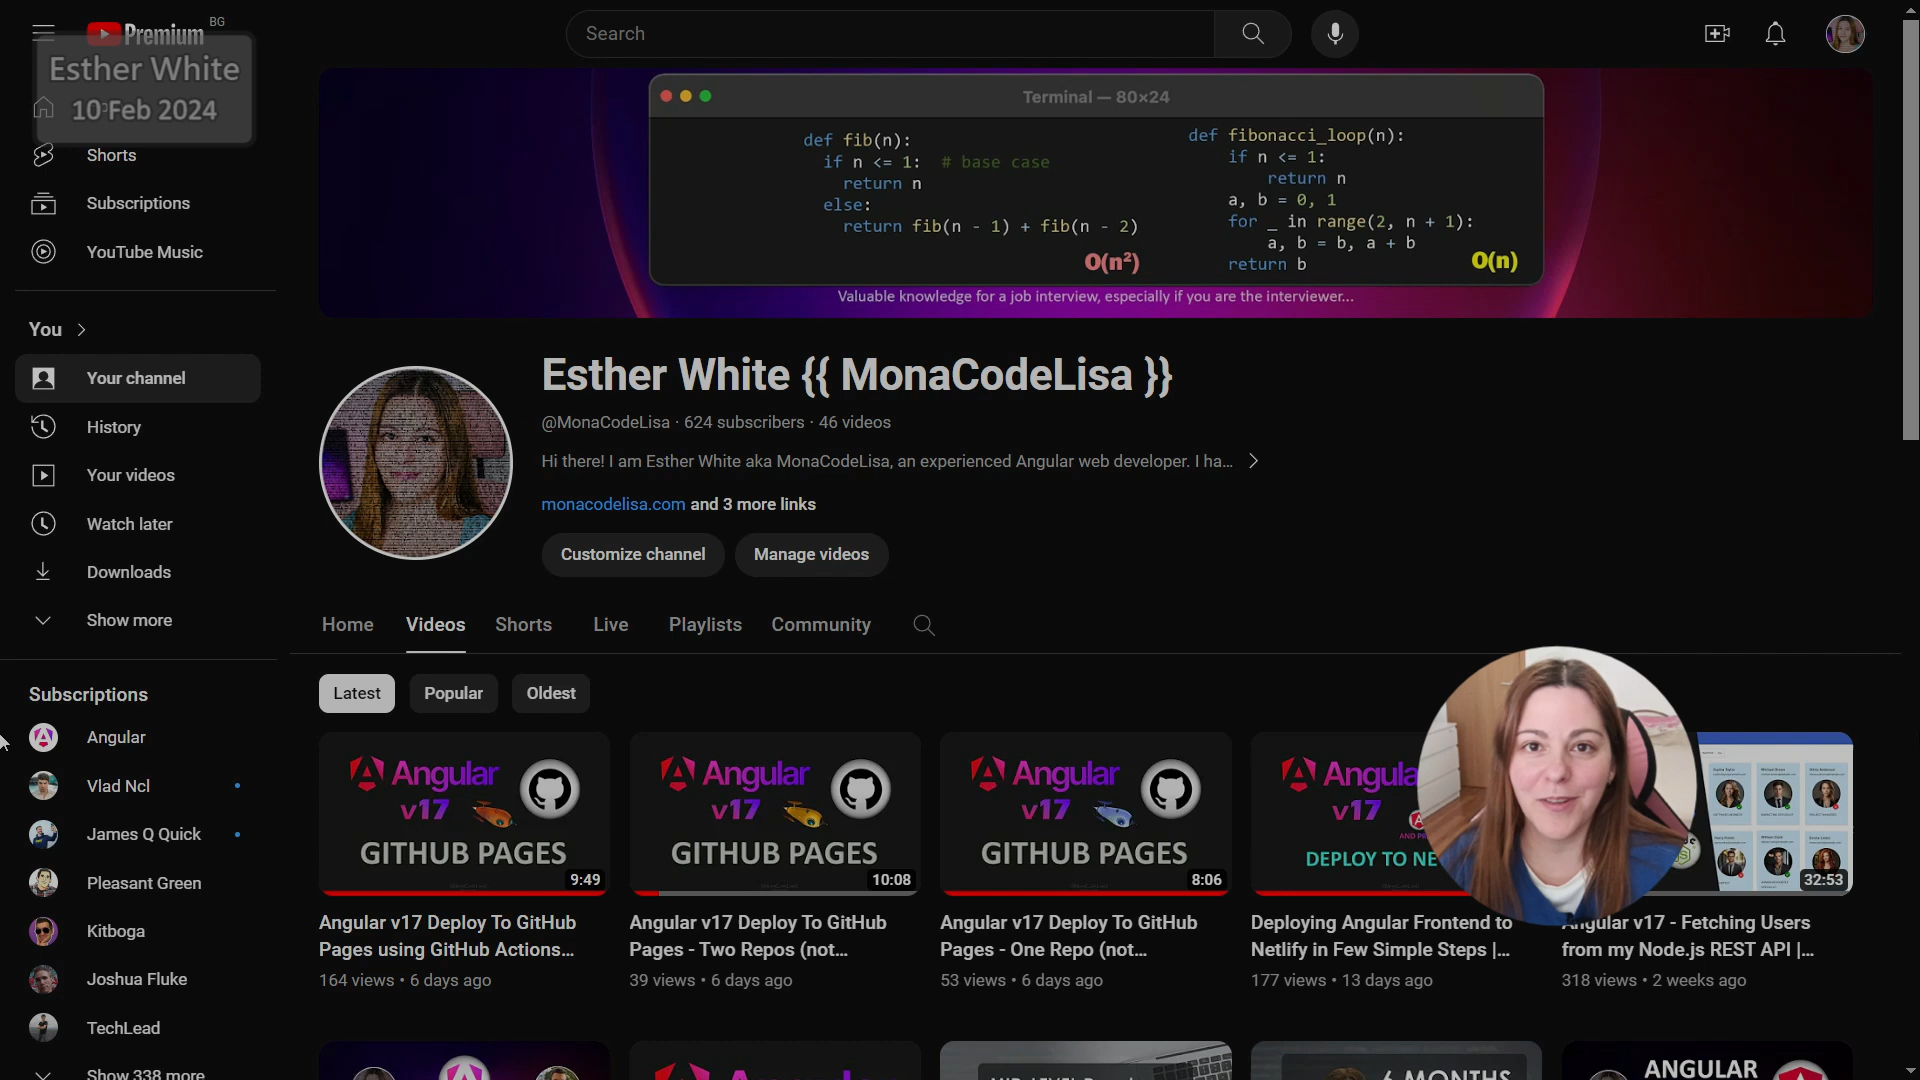 BG
Premium
Search
Esther White
10 Feb 2024
Shorts
Subscriptions
YouTube Music
You
Your channel
History
Your videos
Watch later
Downloads
Show more
Subscriptions
Angular
Vlad Ncl
James Q Quick
Pleasant Green
Kitboga
Joshua Fluke
TechLead
Show 338 more
Terminal — 80×24
def fib(n):
if n <= 1: # base case
return n
else:
return fib(n - 1) + fib(n - 2)
O(n²)
def fibonacci_loop(n):
if n <= 1:
return n
a, b = 0, 1
for _ in range(2, n + 1):
a, b = b, a + b
return b
O(n)
Valuable knowledge for a job interview, especially if you are the interviewer...
Esther White {{ MonaCodeLisa }}
@MonaCodeLisa · 624 subscribers · 46 videos
Hi there! I am Esther White aka MonaCodeLisa, an experienced Angular web developer. I ha...
monacodelisa.com and 3 more links
Customize channel
Manage videos
Home Videos Shorts Live Playlists Community
Latest Popular Oldest
Angular
v17
GITHUB PAGES
9:49
Angular v17 Deploy To GitHub
Pages using GitHub Actions...
164 views • 6 days ago
Angular
v17
GITHUB PAGES
10:08
Angular v17 Deploy To GitHub
Pages - Two Repos (not...
39 views • 6 days ago
Angular
v17
GITHUB PAGES
8:06
Angular v17 Deploy To GitHub
Pages - One Repo (not...
53 views • 6 days ago
Angula
v17
DEPLOY TO NE
Deploying Angular Frontend to
Netlify in Few Simple Steps |...
177 views • 13 days ago
32:53
Angular v17 - Fetching Users
from my Node.js REST API |...
318 views • 2 weeks ago
6 MONTHS
ANGULAR